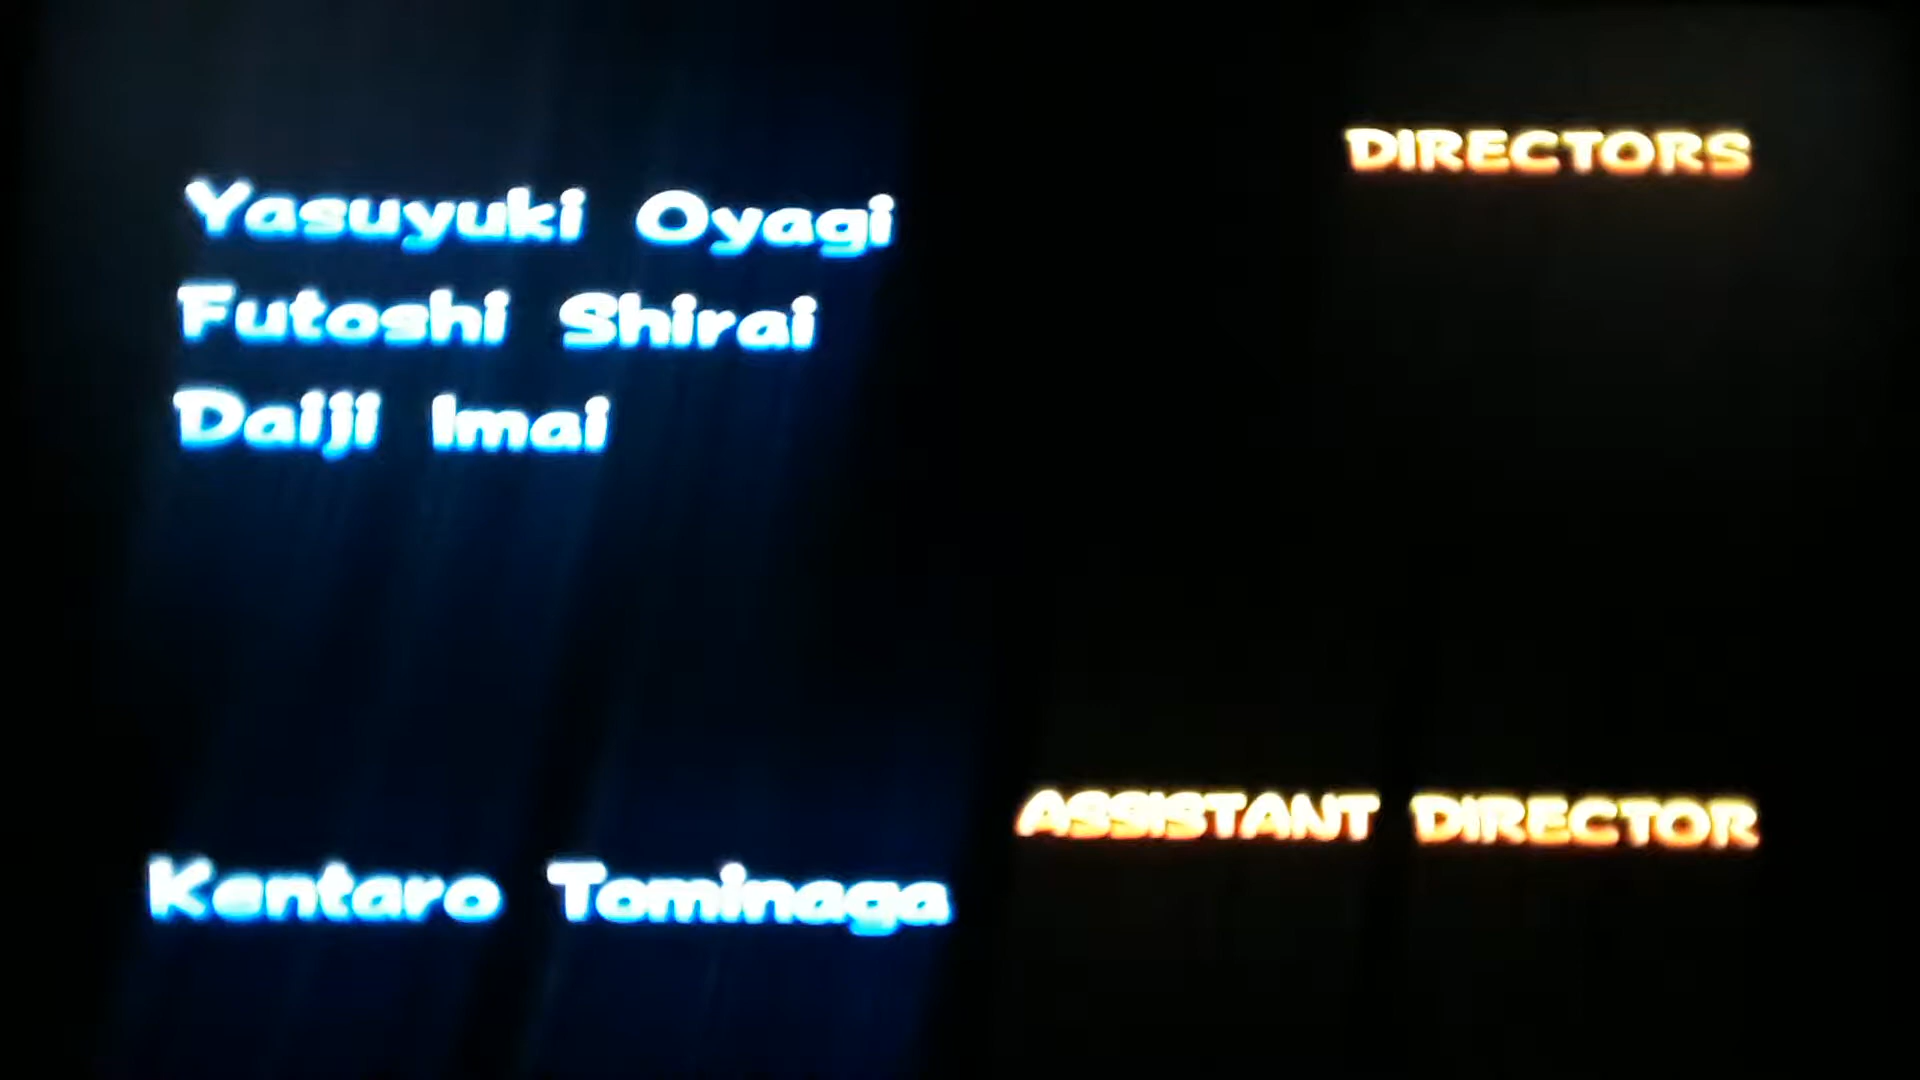 DIRECTORS
Yasuyuki Oyagi
Futoshi Shirai
Daiji Imai
ASSISTANT DIRECTOR
Kentaro Tominaga